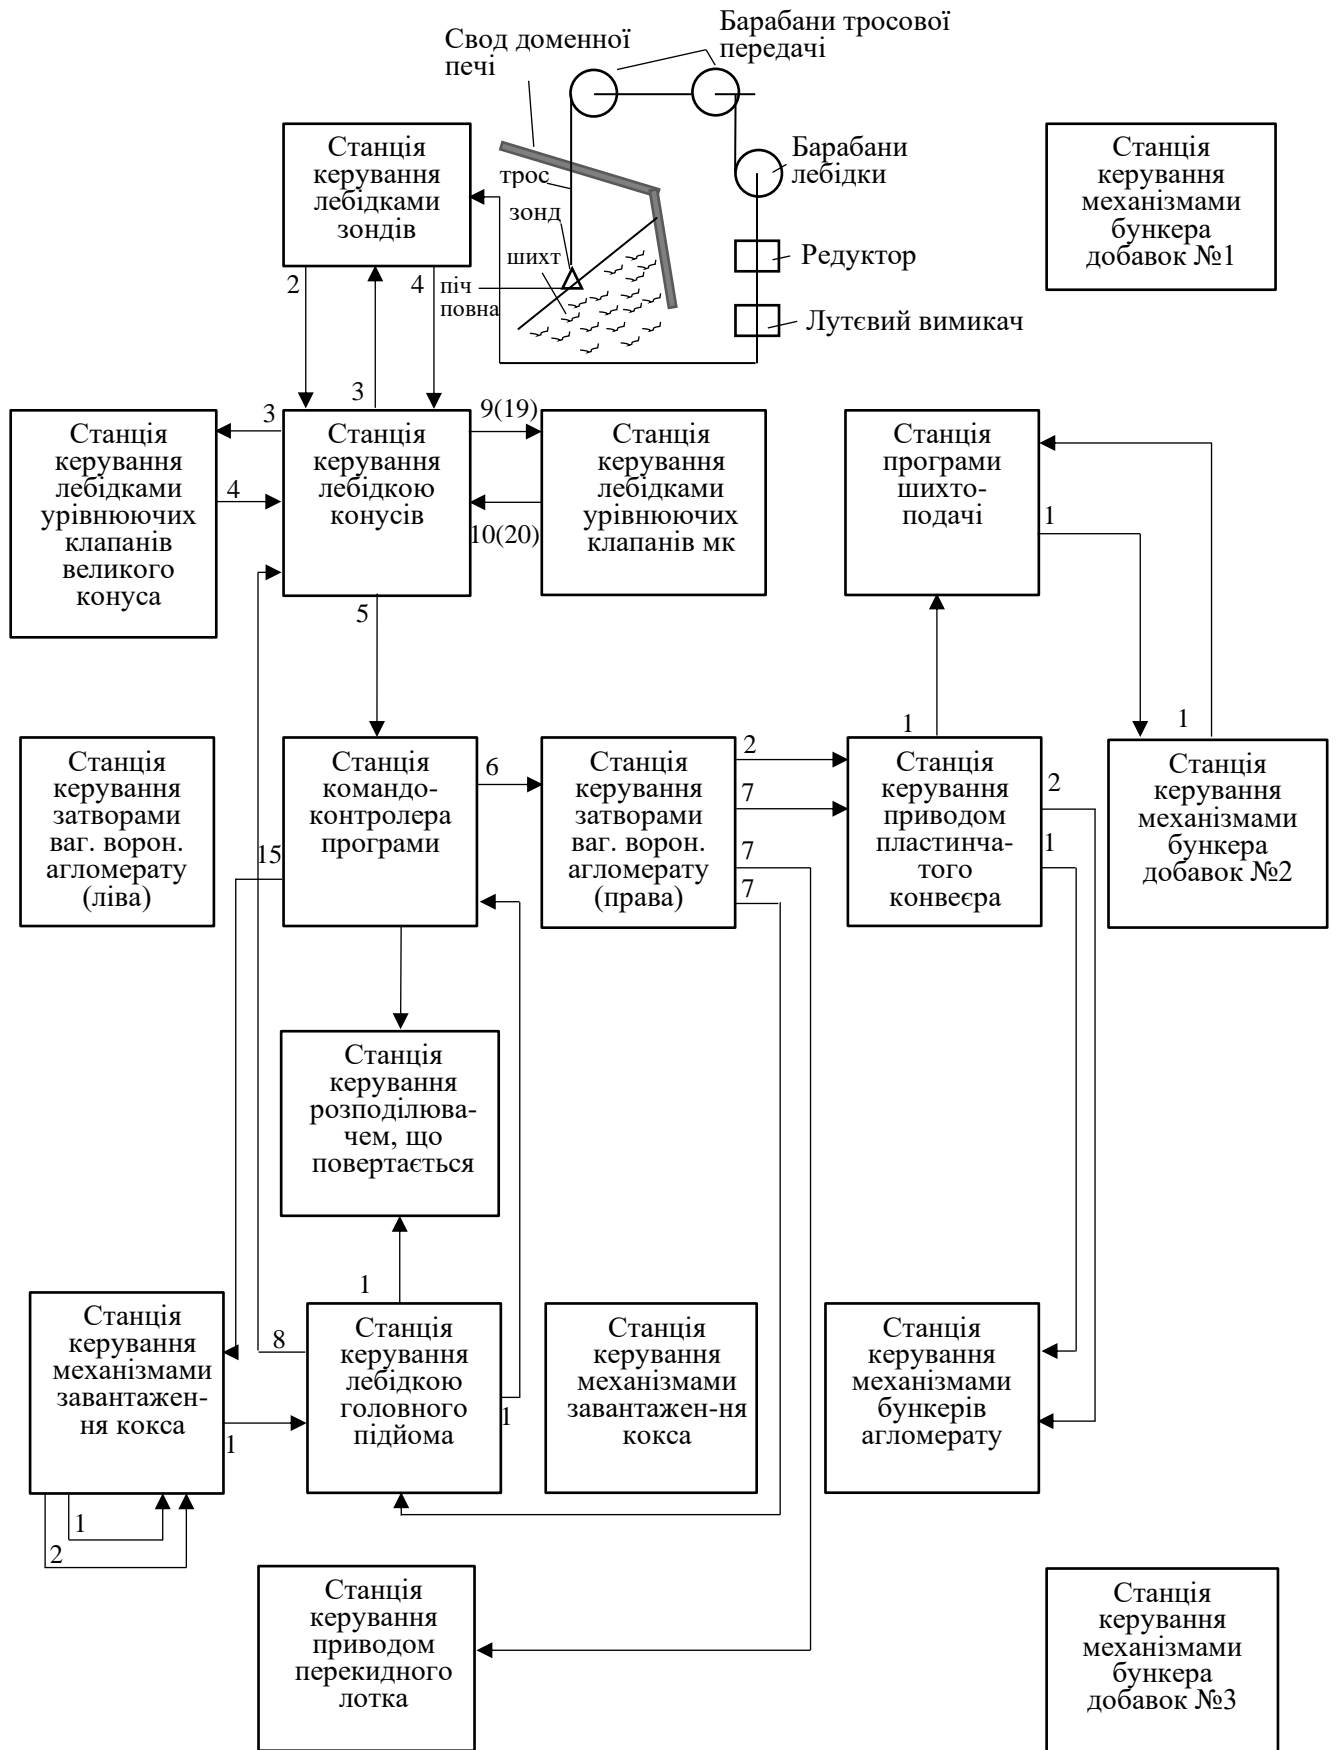 Барабани тросової
передачі
Свод доменної
печі
Станція
керування
лебідками
зондів
трос
зонд
шихт
піч
повна
Барабани
лебідки
Редуктор
Лутєвий вимикач
Станція
керування
механізмами
бункера
добавок №1
2
4
3
3
4
9(19)
10(20)
Станція
керування
лебідками
урівнюючих
клапанів
великого
конуса
Станція
керування
лебідкою
конусів
Станція
керування
лебідками
урівнюючих
клапанів мк
Станція
програми
шихто-
подачі
1
5
1
1
Станція
керування
затворами
ваг. ворон.
агломерату
(ліва)
15
Станція
командо-
контролера
програми
6
Станція
керування
затворами
ваг. ворон.
агломерату
(права)
2
7
7
7
Станція
керування
приводом
пластинча-
того
конвеєра
2
1
Станція
керування
механізмами
бункера
добавок №2
Станція
керування
розподілюва-
чем, що
повертається
1
Станція
керування
механізмами
завантажен-
ня кокса
8
1
Станція
керування
лебідкою
головного
підйома
1
Станція
керування
механізмами
завантажен-ня
кокса
Станція
керування
механізмами
бункерів
агломерату
1
2
Станція
керування
приводом
перекидного
лотка
Станція
керування
механізмами
бункера
добавок №3